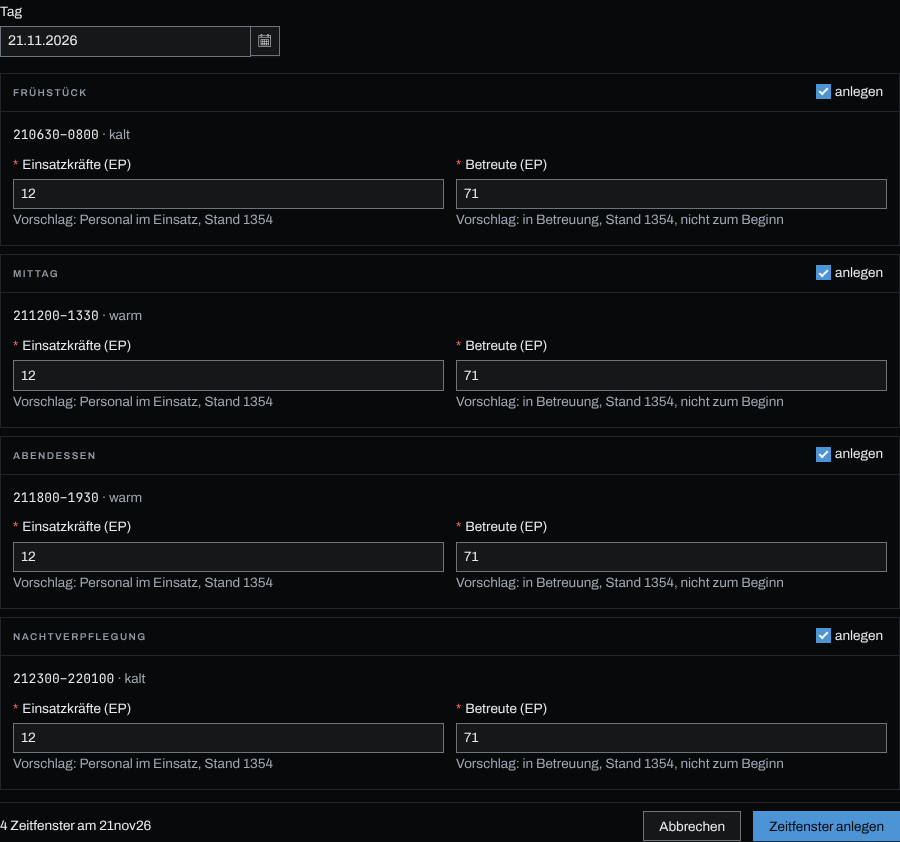 Tag
21.11.2026
FRÜHSTÜCK
anlegen
210630–0800 · kalt
* Einsatzkräfte (EP)
* Betreute (EP)
12
71
Vorschlag: Personal im Einsatz, Stand 1354
Vorschlag: in Betreuung, Stand 1354, nicht zum Beginn
MITTAG
anlegen
211200–1330 · warm
* Einsatzkräfte (EP)
* Betreute (EP)
12
71
Vorschlag: Personal im Einsatz, Stand 1354
Vorschlag: in Betreuung, Stand 1354, nicht zum Beginn
ABENDESSEN
anlegen
211800–1930 · warm
* Einsatzkräfte (EP)
* Betreute (EP)
12
71
Vorschlag: Personal im Einsatz, Stand 1354
Vorschlag: in Betreuung, Stand 1354, nicht zum Beginn
NACHTVERPFLEGUNG
anlegen
212300–220100 · kalt
* Einsatzkräfte (EP)
* Betreute (EP)
12
71
Vorschlag: Personal im Einsatz, Stand 1354
Vorschlag: in Betreuung, Stand 1354, nicht zum Beginn
4 Zeitfenster am 21nov26
Abbrechen
Zeitfenster anlegen